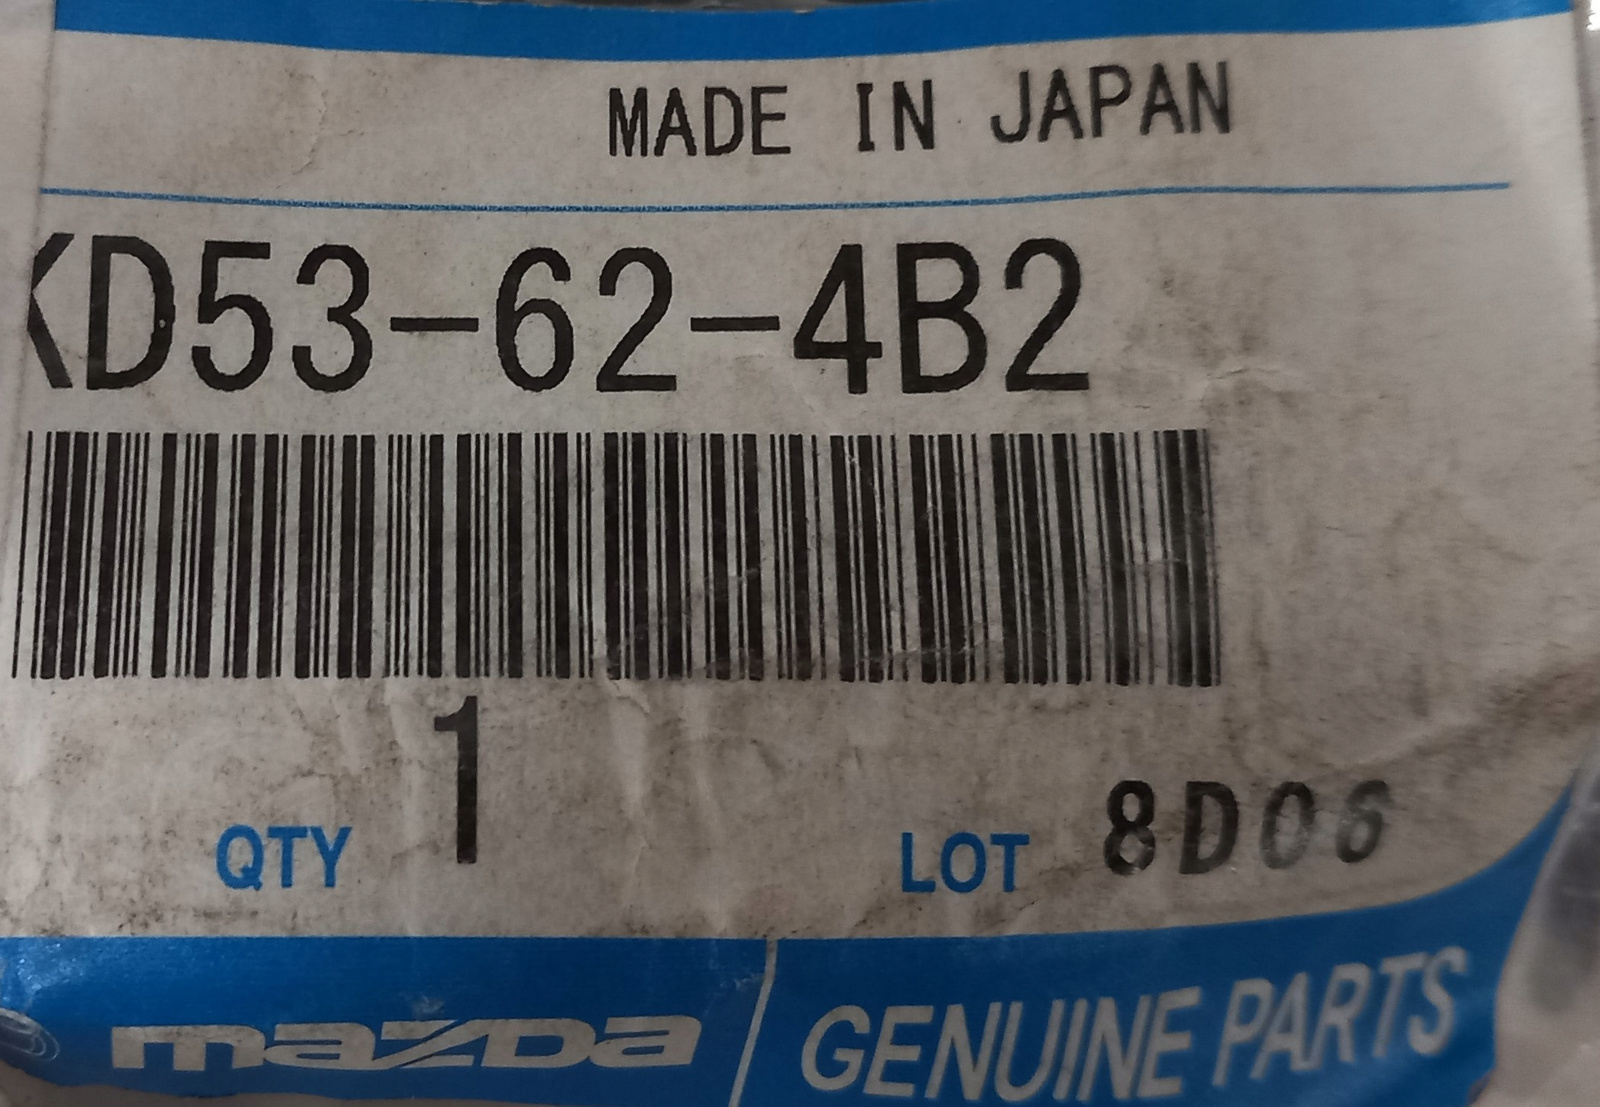 MADE IN JAPAN
KD53-62-4B2
1
QTY
LOT 8D06
mazda GENUINE PARTS